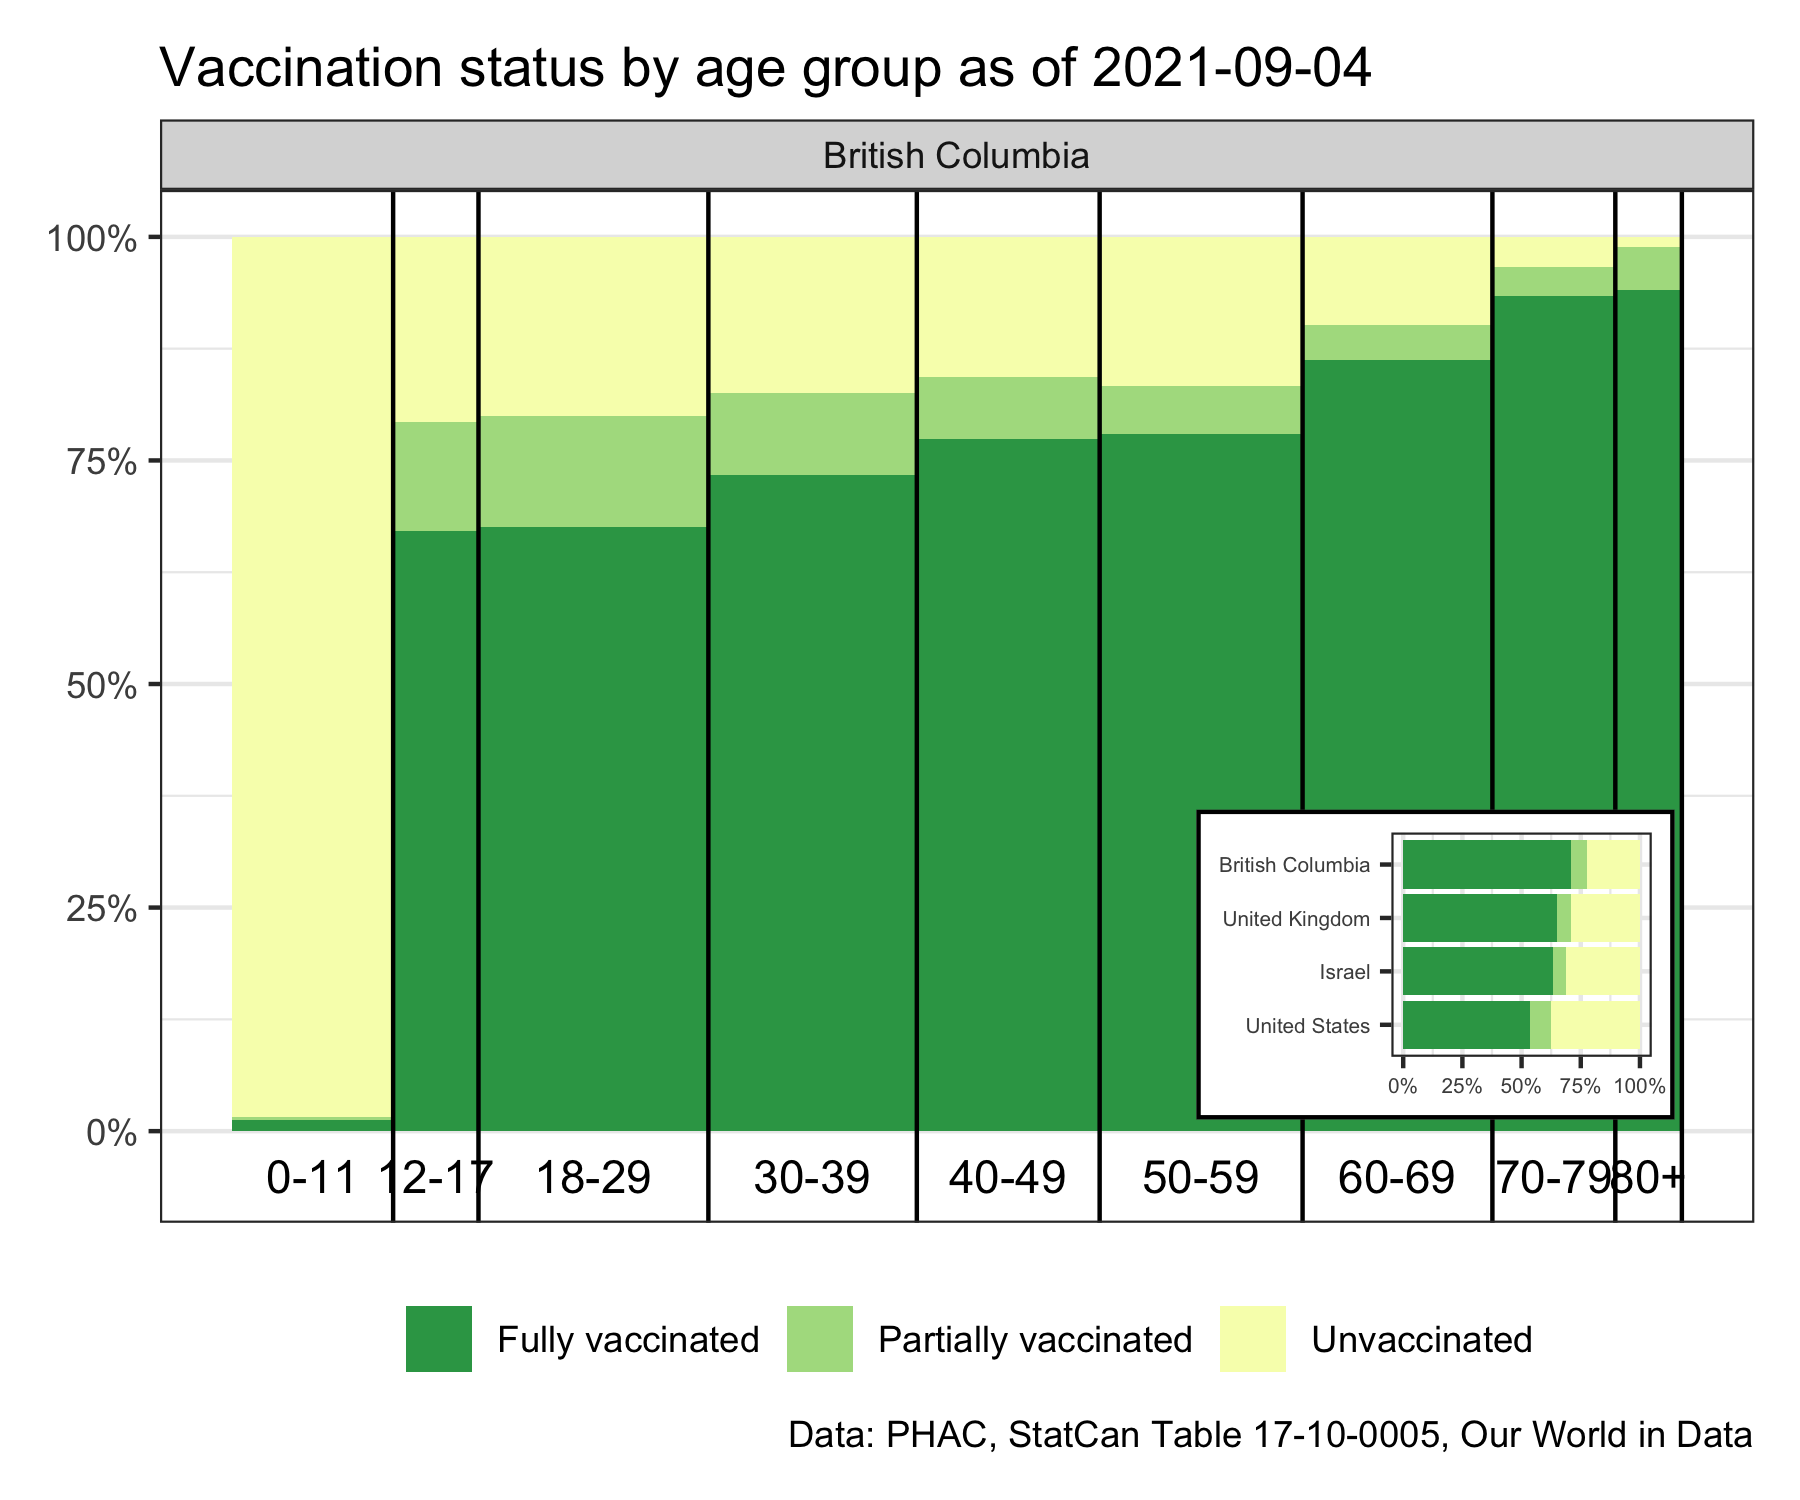 Vaccination status by age group as of 2021-09-04
British Columbia
100%
75%
50%
25%
0%
British Columbia
United Kingdom
Israel
United States
0% 25% 50% 75% 100%
0-11 12-17 18-29 30-39 40-49 50-59 60-69 70-79 80+
Fully vaccinated Partially vaccinated Unvaccinated
Data: PHAC, StatCan Table 17-10-0005, Our World in Data